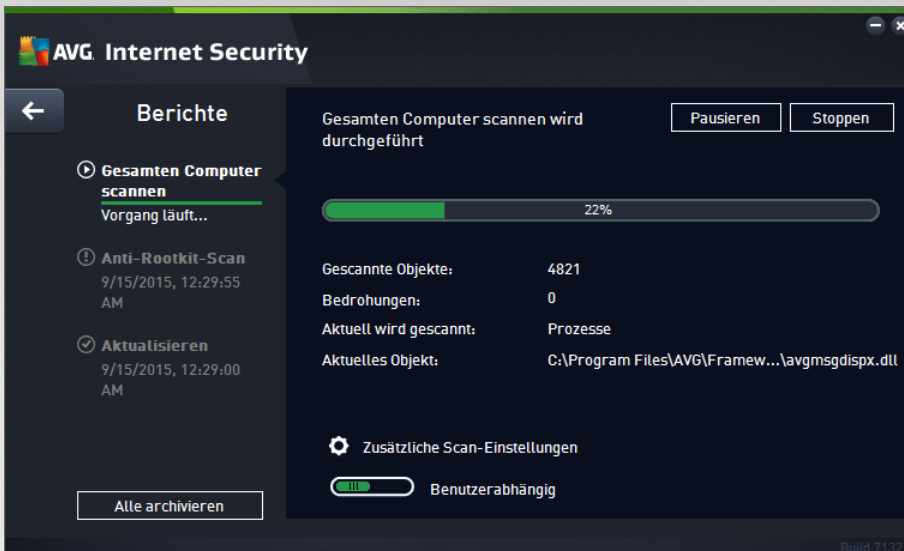 AVG. Internet Security
Berichte
Gesamten Computer scannen
Vorgang läuft...
Anti-Rootkit-Scan
9/15/2015, 12:29:55
AM
Aktualisieren
9/15/2015, 12:29:00
AM
Alle archivieren
Gesamten Computer scannen wird
durchgeführt
Pausieren
Stoppen
22%
Gescannte Objekte: 4821
Bedrohungen: 0
Aktuell wird gescannt: Prozesse
Aktuelles Objekt: C:\Program Files\AVG\Framew...\avgmsgdispx.dll
Zusätzliche Scan-Einstellungen
Benutzerabhängig
Build 7132